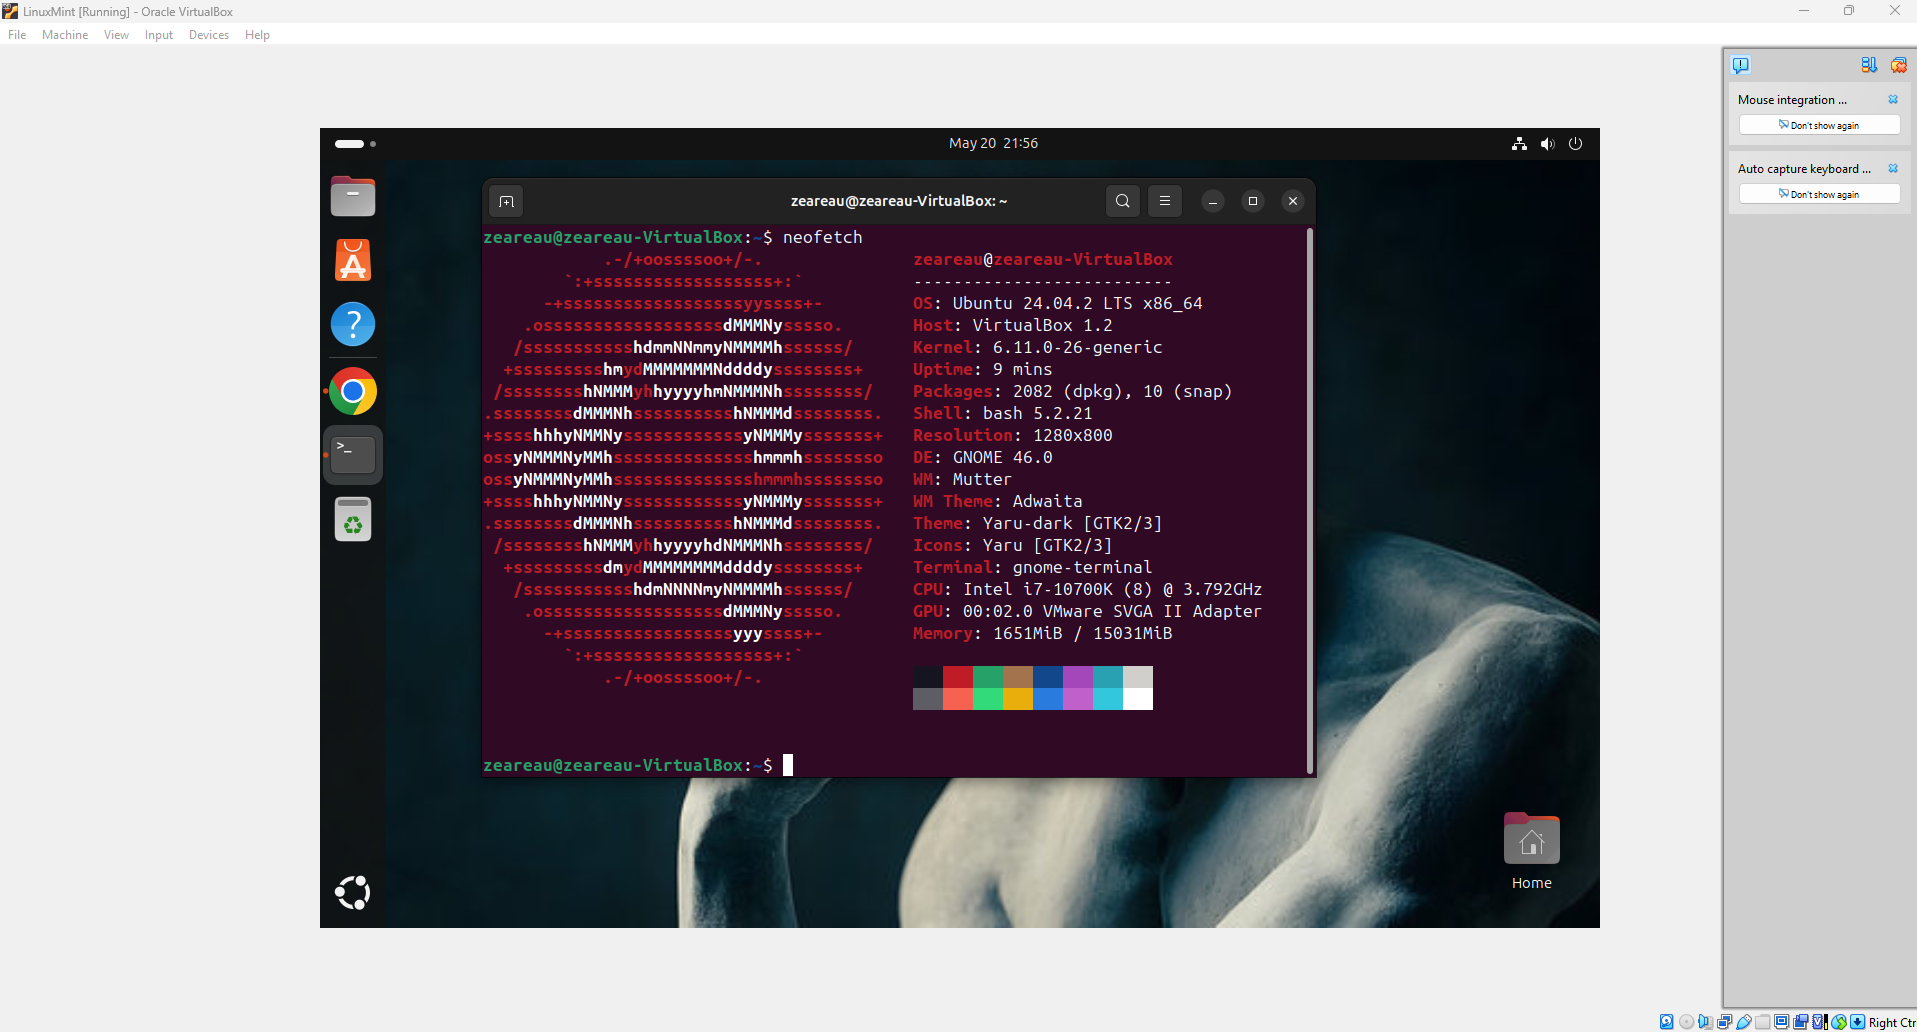 LinuxMint [Running] - Oracle VirtualBox
File Machine View Input Devices Help
Mouse integration ...
Don't show again
Auto capture keyboard ...
Don't show again
May 20 21:56
zeareau@zeareau-VirtualBox: ~
zeareau@zeareau-VirtualBox:~$ neofetch
.-/+oossssoo+/-. zeareau@zeareau-VirtualBox
`:+ssssssssssssssssss+:` --------------------------
-+ssssssssssssssssssyyssss+- OS: Ubuntu 24.04.2 LTS x86_64
.ossssssssssssssssssdMMMNysssso. Host: VirtualBox 1.2
/ssssssssssshdmmNNmmyNMMMMhssssss/ Kernel: 6.11.0-26-generic
+ssssssssshmydMMMMMMMNddddyssssssss+ Uptime: 9 mins
/sssssssshNMMMyhhyyyyhmNMMMNhssssssss/ Packages: 2082 (dpkg), 10 (snap)
.ssssssssdMMMNhsssssssssshNMMMdssssssss. Shell: bash 5.2.21
+sssshhhyNMMNyssssssssssssyNMMMysssssss+ Resolution: 1280x800
ossyNMMMNyMMhsssssssssssssshmmmhssssssso DE: GNOME 46.0
ossyNMMMNyMMhsssssssssssssshmmmhssssssso WM: Mutter
+sssshhhyNMMNyssssssssssssyNMMMysssssss+ WM Theme: Adwaita
.ssssssssdMMMNhsssssssssshNMMMdssssssss. Theme: Yaru-dark [GTK2/3]
/sssssssshNMMMyhhyyyyhdNMMMNhssssssss/ Icons: Yaru [GTK2/3]
+sssssssssdmydMMMMMMMMddddyssssssss+ Terminal: gnome-terminal
/ssssssssssshdmNNNNmyNMMMMhssssss/ CPU: Intel i7-10700K (8) @ 3.792GHz
.ossssssssssssssssssdMMMNysssso. GPU: 00:02.0 VMware SVGA II Adapter
-+sssssssssssssssssyyyssss+- Memory: 1651MiB / 15031MiB
`:+ssssssssssssssssss+:`
.-/+oossssoo+/-.
zeareau@zeareau-VirtualBox:~$
Home
Right Ctr